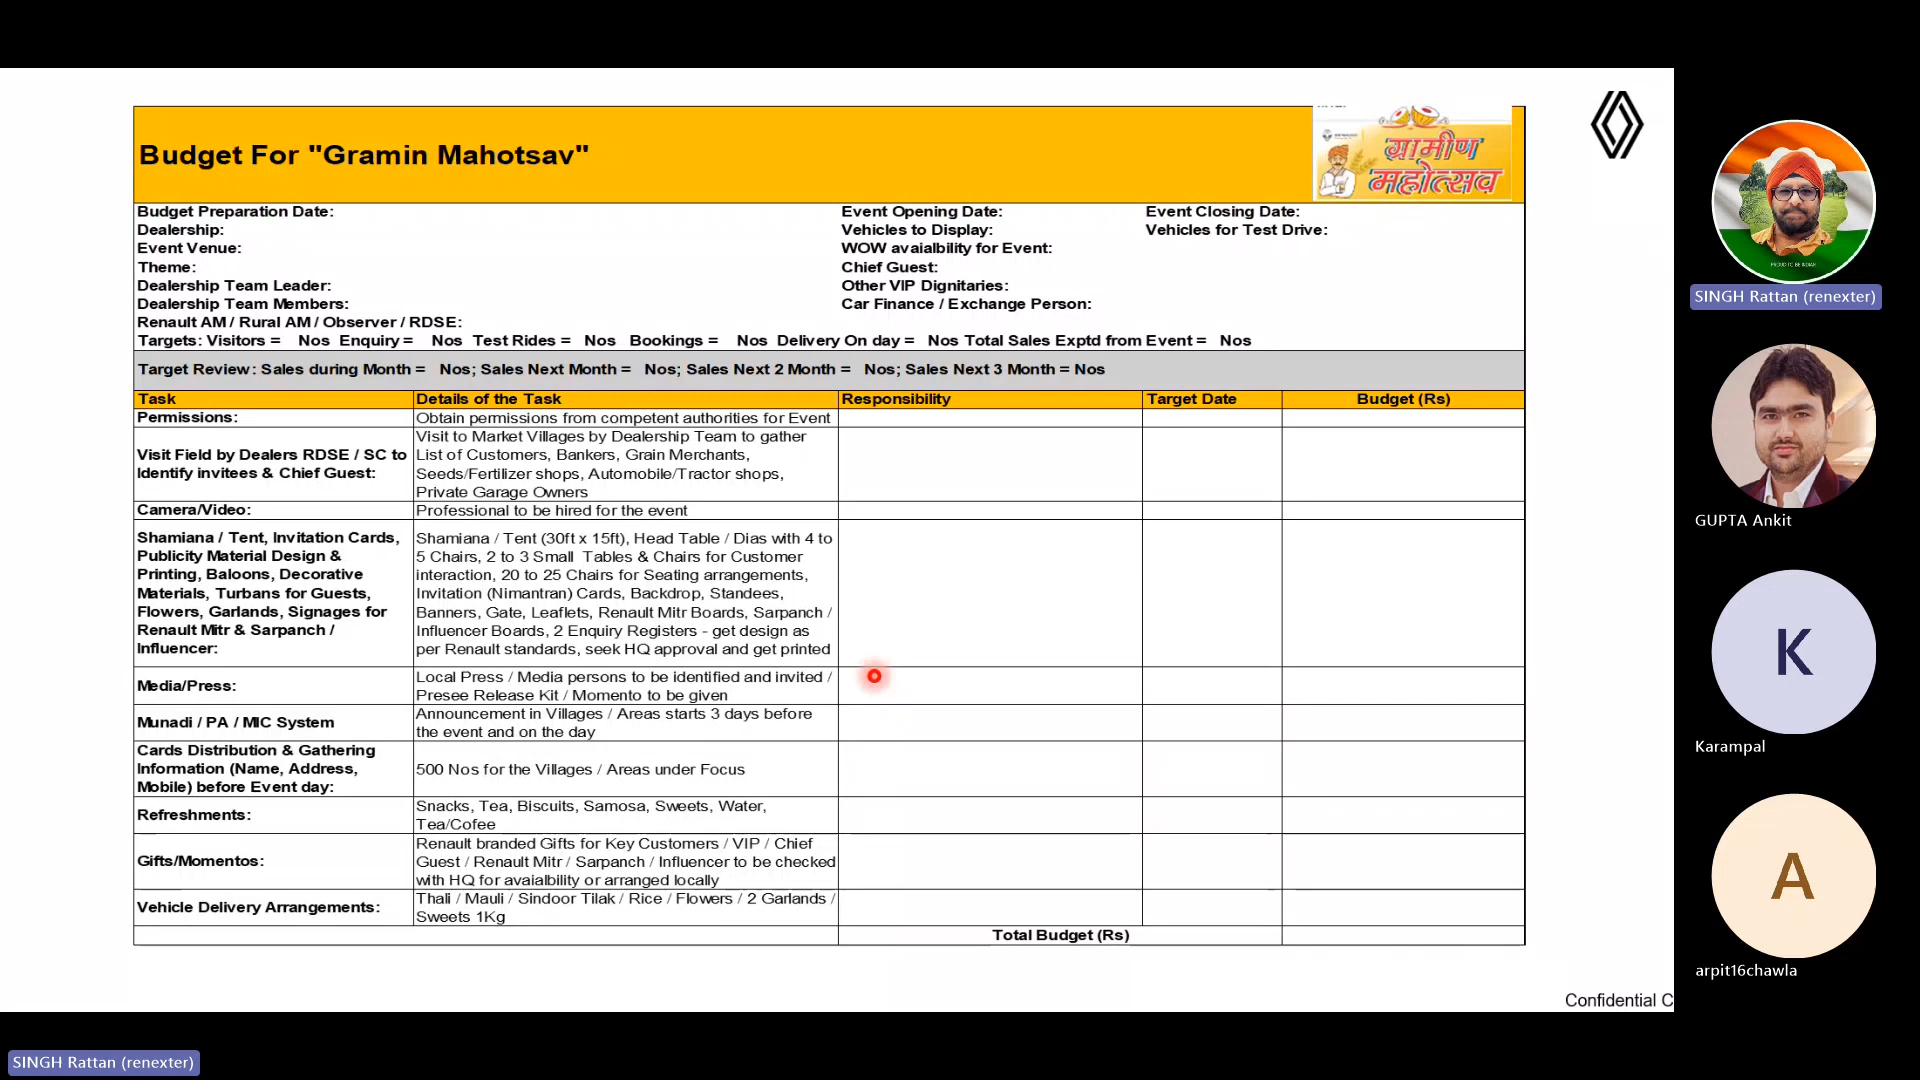 Budget For "Gramin Mahotsav"
ग्रामीण
महोत्सव
Budget Preparation Date:
Dealership:
Event Venue:
Theme:
Dealership Team Leader:
Dealership Team Members:
Renault AM / Rural AM / Observer / RDSE:
Event Opening Date:
Vehicles to Display:
WOW avaialbility for Event:
Chief Guest:
Other VIP Dignitaries:
Car Finance / Exchange Person:
Event Closing Date:
Vehicles for Test Drive:
Targets: Visitors = Nos Enquiry = Nos Test Rides = Nos Bookings = Nos Delivery On day = Nos Total Sales Exptd from Event = Nos
Target Review: Sales during Month = Nos; Sales Next Month = Nos; Sales Next 2 Month = Nos; Sales Next 3 Month = Nos
Task Details of the Task Responsibility Target Date Budget (Rs)
Permissions:
Obtain permissions from competent authorities for Event
Visit Field by Dealers RDSE / SC to
Identify invitees & Chief Guest:
Visit to Market Villages by Dealership Team to gather
List of Customers, Bankers, Grain Merchants,
Seeds/Fertilizer shops, Automobile/Tractor shops,
Private Garage Owners
Camera/Video:
Professional to be hired for the event
Shamiana / Tent, Invitation Cards,
Publicity Material Design &
Printing, Baloons, Decorative
Materials, Turbans for Guests,
Flowers, Garlands, Signages for
Renault Mitr & Sarpanch /
Influencer:
Shamiana / Tent (30ft x 15ft), Head Table / Dias with 4 to
5 Chairs, 2 to 3 Small Tables & Chairs for Customer
interaction, 20 to 25 Chairs for Seating arrangements,
Invitation (Nimantran) Cards, Backdrop, Standees,
Banners, Gate, Leaflets, Renault Mitr Boards, Sarpanch /
Influencer Boards, 2 Enquiry Registers - get design as
per Renault standards, seek HQ approval and get printed
Media/Press:
Local Press / Media persons to be identified and invited /
Presee Release Kit / Momento to be given
Munadi / PA / MIC System
Announcement in Villages / Areas starts 3 days before
the event and on the day
Cards Distribution & Gathering
Information (Name, Address,
Mobile) before Event day:
500 Nos for the Villages / Areas under Focus
Refreshments:
Snacks, Tea, Biscuits, Samosa, Sweets, Water,
Tea/Cofee
Gifts/Momentos:
Renault branded Gifts for Key Customers / VIP / Chief
Guest / Renault Mitr / Sarpanch / Influencer to be checked
with HQ for avaialbility or arranged locally
Vehicle Delivery Arrangements:
Thali / Mauli / Sindoor Tilak / Rice / Flowers / 2 Garlands /
Sweets 1Kg
Total Budget (Rs)
Confidential C
PROUD TO BE INDIAN
SINGH Rattan (renexter)
GUPTA Ankit
K
Karampal
A
arpit16chawla
SINGH Rattan (renexter)